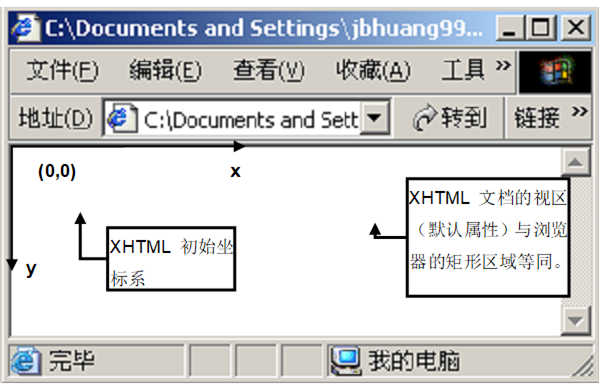 C:\Documents and Settings\jbhuang99...
文件(F) 编辑(E) 查看(V) 收藏(A) 工具 »
地址(D) C:\Documents and Sett 转到 链接 »
(0,0) x
XHTML 文档的视区
（默认属性）与浏览
器的矩形区域等同。
XHTML 初始坐
标系
y
完毕 我的电脑